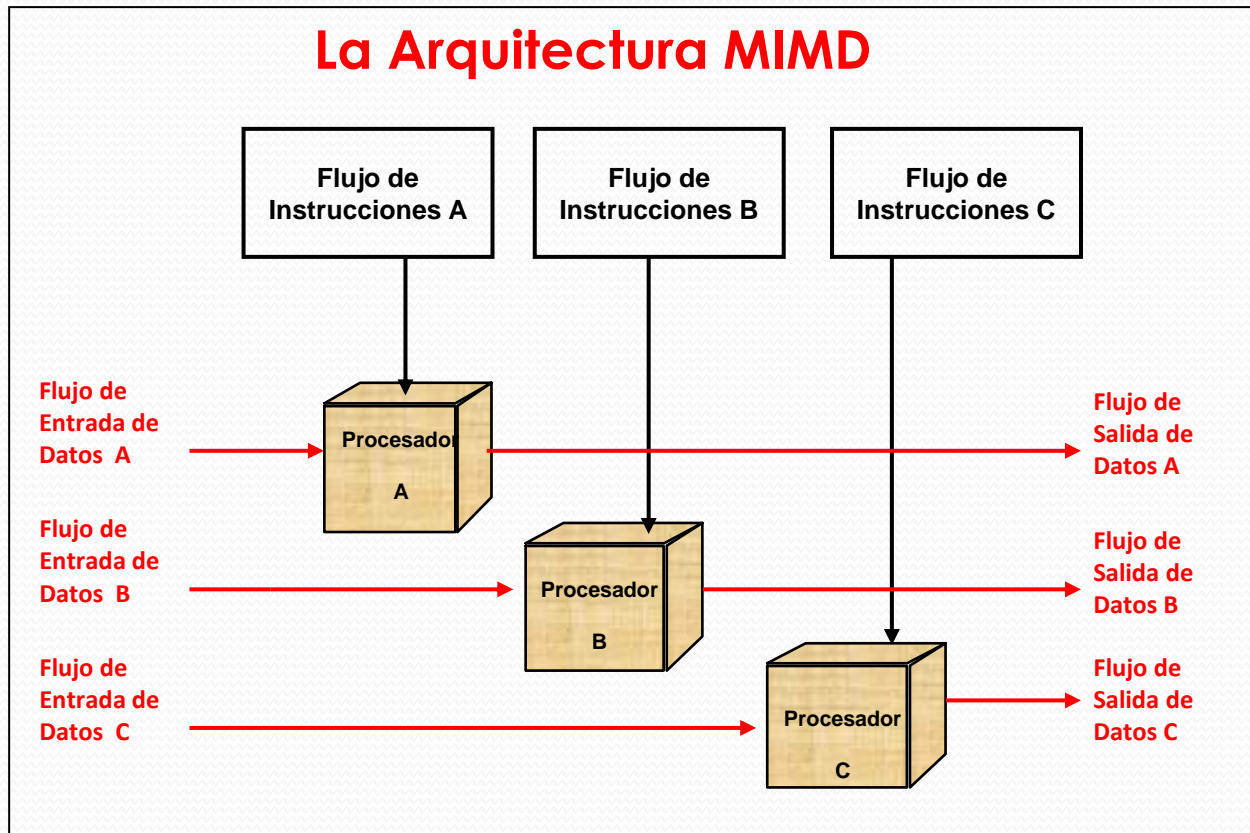 La Arquitectura MIMD
Flujo de
Instrucciones A
Flujo de
Instrucciones B
Flujo de
Instrucciones C
Flujo de
Entrada de
Datos A
Procesador
A
Flujo de
Salida de
Datos A
Flujo de
Entrada de
Datos B
Procesador
B
Flujo de
Salida de
Datos B
Flujo de
Entrada de
Datos C
Procesador
C
Flujo de
Salida de
Datos C